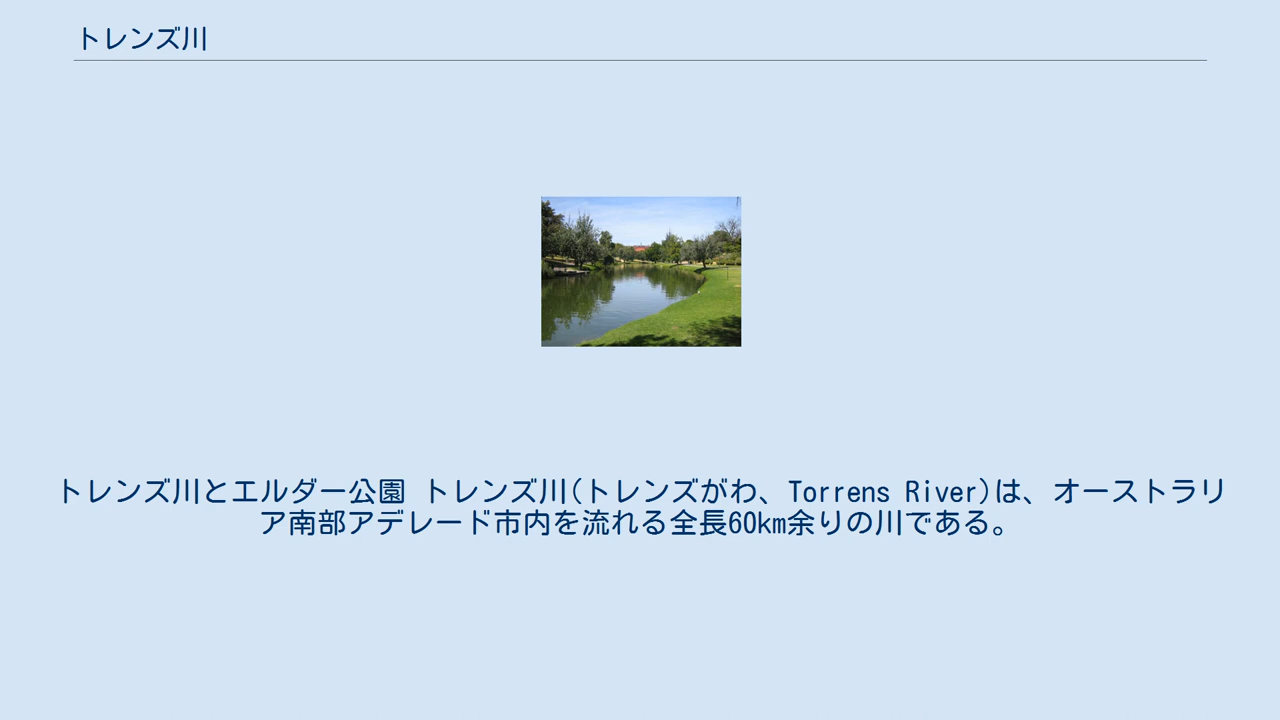 トレンズ川
トレンズ川とエルダー公園 トレンズ川(トレンズがわ、Torrens River)は、オーストラリ
ア南部アデレード市内を流れる全長60km余りの川である。